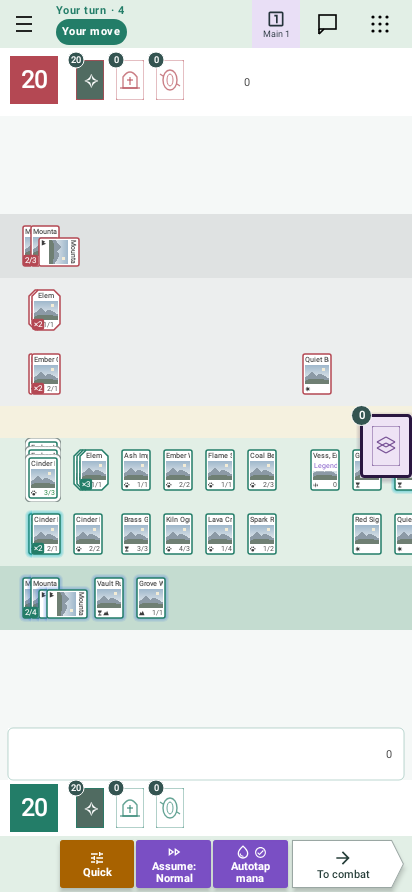 Your turn · 4
Your move
Main 1
20
20
0
0
0
M Mounta
Mounta
2/3
Elem
×2 1/1
Ember
×2 2/1
Quiet B
0
Cinder
3/3
Elem
×3 1/1
Ash Im
1/1
Ember
2/2
Flame S
1/1
Coal Be
2/3
Vess, E
Legend
0
Cinder
×2 2/1
Cinder
2/2
Brass G
3/3
Kiln Og
4/3
Lava Cr
1/4
Spark R
1/2
Red Sig
Quie
M Mounta
Mounta
2/4
Vault Ru
Grove W
1/1
0
20
20
0
0
Quick
Assume:
Normal
Autotap
mana
To combat